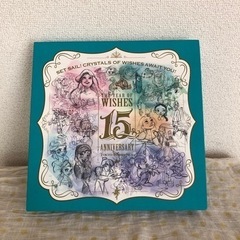 SET SAIL! CRYSTALS OF WISHES AWAIT YOU!
THE YEAR OF
WISHES
15
ANNIVERSARY